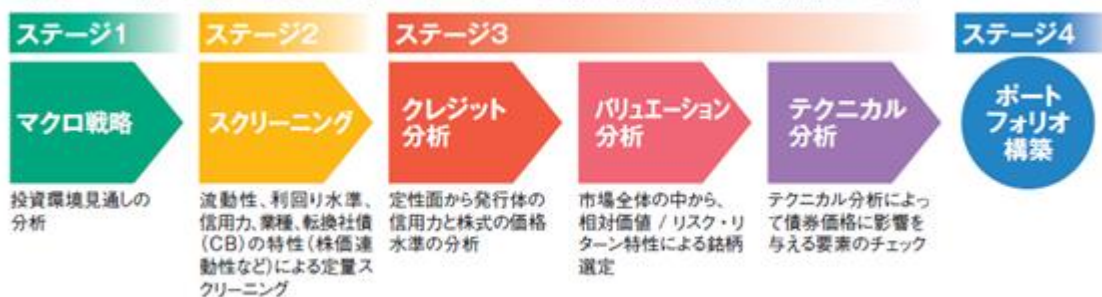 ステージ1
ステージ2
ステージ3
ステージ4
マクロ戦略
スクリーニング
クレジット
分析
バリュエーション
分析
テクニカル
分析
ポート
フォリオ
構築
投資環境見通しの
分析
流動性、利回り水準、
信用力、業種、転換社債
(CB)の特性(株価連
動性など)による定量ス
クリーニング
定性面から発行体の
信用力と株式の価格
水準の分析
市場全体の中から、
相対価値 / リスク・リ
ターン特性による銘柄
選定
テクニカル分析によっ
て債券価格に影響を
与える要素のチェック